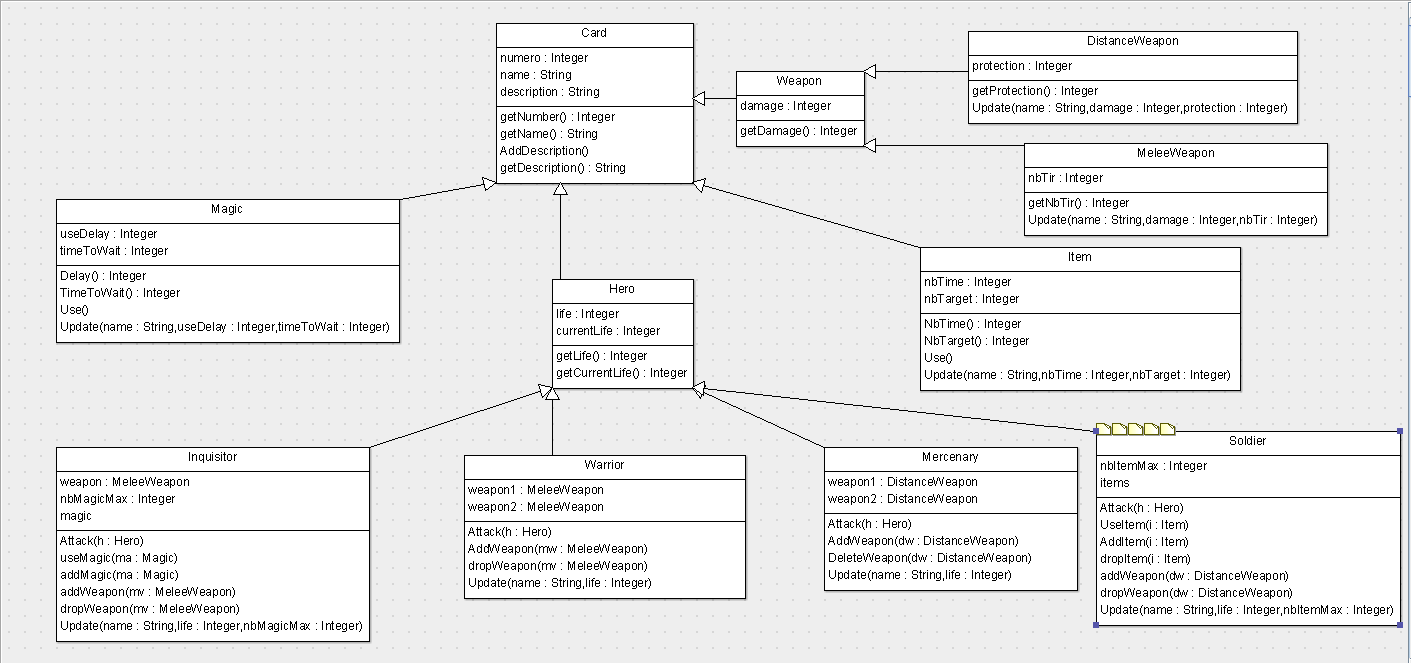 Card
numero : Integer
name : String
description : String
getNumber() : Integer
getName() : String
AddDescription()
getDescription() : String
Weapon
damage : Integer
getDamage() : Integer
DistanceWeapon
protection : Integer
getProtection() : Integer
Update(name : String,damage : Integer,protection : Integer)
MeleeWeapon
nbTir : Integer
getNbTir() : Integer
Update(name : String,damage : Integer,nbTir : Integer)
Magic
useDelay : Integer
timeToWait : Integer
Delay() : Integer
TimeToWait() : Integer
Use()
Update(name : String,useDelay : Integer,timeToWait : Integer)
Hero
life : Integer
currentLife : Integer
getLife() : Integer
getCurrentLife() : Integer
Item
nbTime : Integer
nbTarget : Integer
NbTime() : Integer
NbTarget() : Integer
Use()
Update(name : String,nbTime : Integer,nbTarget : Integer)
Inquisitor
weapon : MeleeWeapon
nbMagicMax : Integer
magic
Attack(h : Hero)
useMagic(ma : Magic)
addMagic(ma : Magic)
addWeapon(mv : MeleeWeapon)
dropWeapon(mv : MeleeWeapon)
Update(name : String,life : Integer,nbMagicMax : Integer)
Warrior
weapon1 : MeleeWeapon
weapon2 : MeleeWeapon
Attack(h : Hero)
AddWeapon(mw : MeleeWeapon)
dropWeapon(mv : MeleeWeapon)
Update(name : String,life : Integer)
Mercenary
weapon1 : DistanceWeapon
weapon2 : DistanceWeapon
Attack(h : Hero)
AddWeapon(dw : DistanceWeapon)
DeleteWeapon(dw : DistanceWeapon)
Update(name : String,life : Integer)
Soldier
nbItemMax : Integer
items
Attack(h : Hero)
UseItem(i : Item)
AddItem(i : Item)
dropItem(i : Item)
addWeapon(dw : DistanceWeapon)
dropWeapon(dw : DistanceWeapon)
Update(name : String,life : Integer,nbItemMax : Integer)